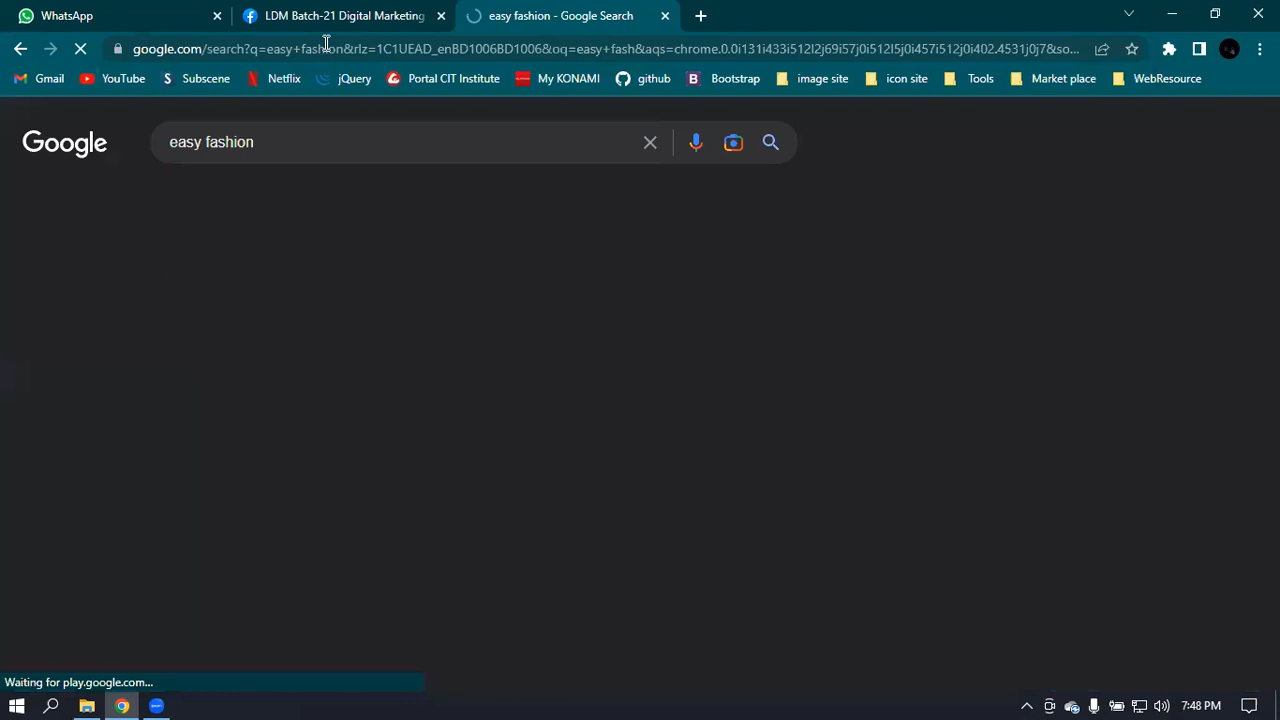 WhatsApp
LDM Batch-21 Digital Marketing
easy fashion - Google Search
google.com/search?q=easy+fashion&rlz=1C1UEAD_enBD1006BD1006&oq=easy+fash&aqs=chrome.0.0i131i433i512l2j69i57j0i512l5j0i457i512j0i402.4531j0j7&so...
Gmail
YouTube
Subscene
Netflix
jQuery
Portal CIT Institute
My KONAMI
github
Bootstrap
image site
icon site
Tools
Market place
WebResource
Google
easy fashion
Waiting for play.google.com...
7:48 PM